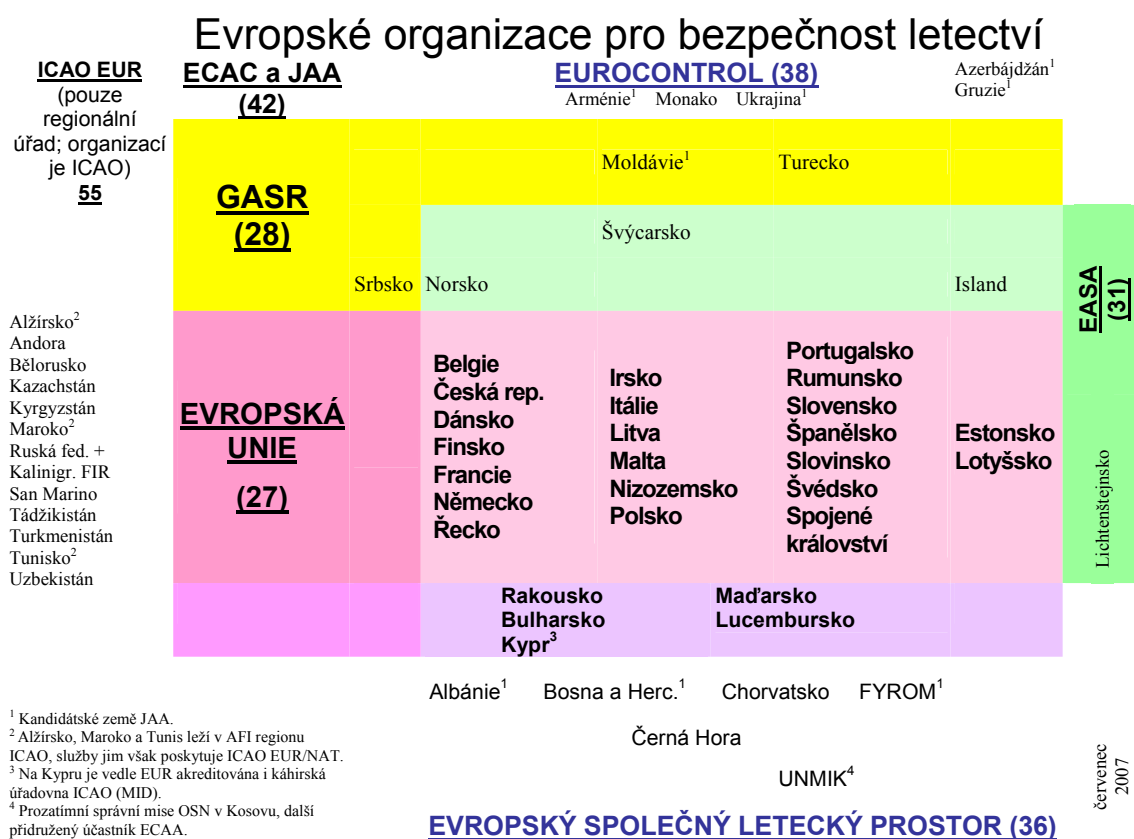 Evropské organizace pro bezpečnost letectví
ICAO EUR
(pouze
regionální
úřad; organizací
je ICAO)
55
ECAC a JAA
(42)
EUROCONTROL (38)
Arménie¹ Monako Ukrajina¹
Azerbájdžán¹
Gruzie¹
GASR
(28)
Moldávie¹ Turecko
Švýcarsko
Srbsko Norsko Island
EASA
(31)
Lichtenštejnsko
Alžírsko²
Andora
Bělorusko
Kazachstán
Kyrgyzstán
Maroko²
Ruská fed. +
Kalinigr. FIR
San Marino
Tádžikistán
Turkmenistán
Tunisko²
Uzbekistán
EVROPSKÁ
UNIE
(27)
Belgie
Česká rep.
Dánsko
Finsko
Francie
Německo
Řecko
Irsko
Itálie
Litva
Malta
Nizozemsko
Polsko
Portugalsko
Rumunsko
Slovensko
Španělsko
Slovinsko
Švédsko
Spojené
království
Estonsko
Lotyšsko
Rakousko
Bulharsko
Kypr³
Maďarsko
Lucembursko
Albánie¹ Bosna a Herc.¹ Chorvatsko FYROM¹
Černá Hora
UNMIK⁴
EVROPSKÝ SPOLEČNÝ LETECKÝ PROSTOR (36)
¹ Kandidátské země JAA.
² Alžírsko, Maroko a Tunis leží v AFI regionu
ICAO, služby jim však poskytuje ICAO EUR/NAT.
³ Na Kypru je vedle EUR akreditována i káhirská
úřadovna ICAO (MID).
⁴ Prozatímní správní mise OSN v Kosovu, další
přidružený účastník ECAA.
červenec
2007